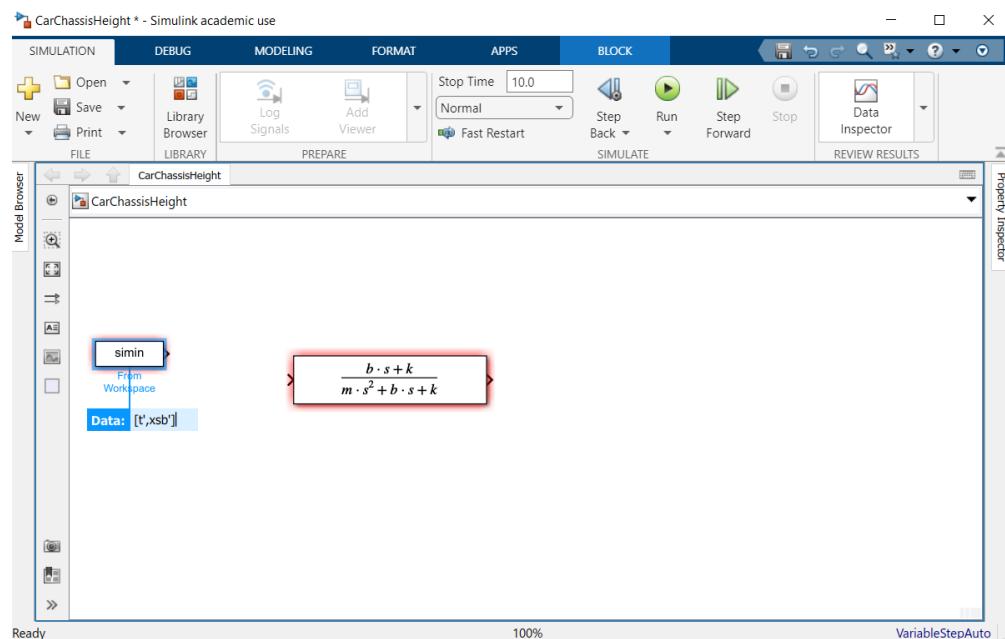 CarChassisHeight * - Simulink academic use
SIMULATION DEBUG MODELING FORMAT APPS BLOCK
New
Open
Save
Print
FILE
Library
Browser
LIBRARY
Log
Signals
Add
Viewer
PREPARE
Stop Time 10.0
Normal
Fast Restart
Step
Back
Run
Step
Forward
Stop
SIMULATE
Data
Inspector
REVIEW RESULTS
Model Browser
CarChassisHeight
CarChassisHeight
Property Inspector
simin
From
Workspace
Data: [t',xsb']
b · s + k
m · s² + b · s + k
Ready 100% VariableStepAuto